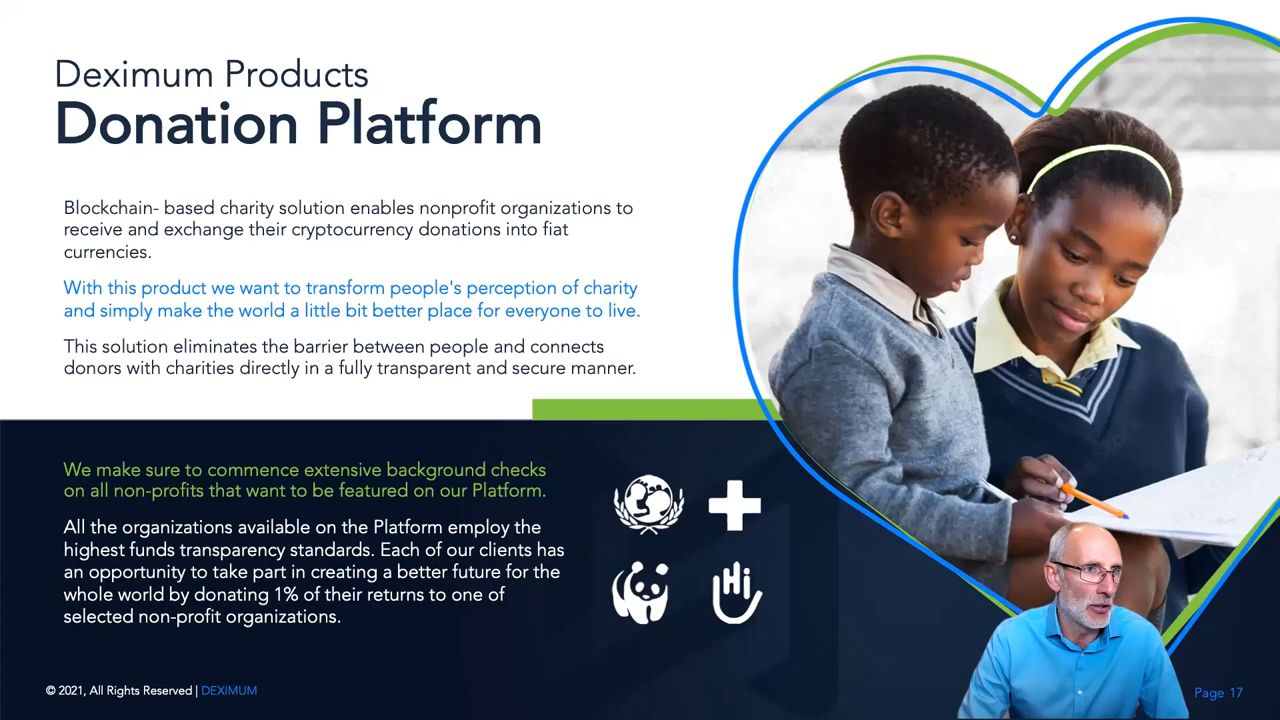 Deximum Products
Donation Platform
Blockchain- based charity solution enables nonprofit organizations to
receive and exchange their cryptocurrency donations into fiat
currencies.
With this product we want to transform people's perception of charity
and simply make the world a little bit better place for everyone to live.
This solution eliminates the barrier between people and connects
donors with charities directly in a fully transparent and secure manner.
We make sure to commence extensive background checks
on all non-profits that want to be featured on our Platform.
All the organizations available on the Platform employ the
highest funds transparency standards. Each of our clients has
an opportunity to take part in creating a better future for the
whole world by donating 1% of their returns to one of
selected non-profit organizations.
Hi
© 2021, All Rights Reserved | DEXIMUM
Page 17